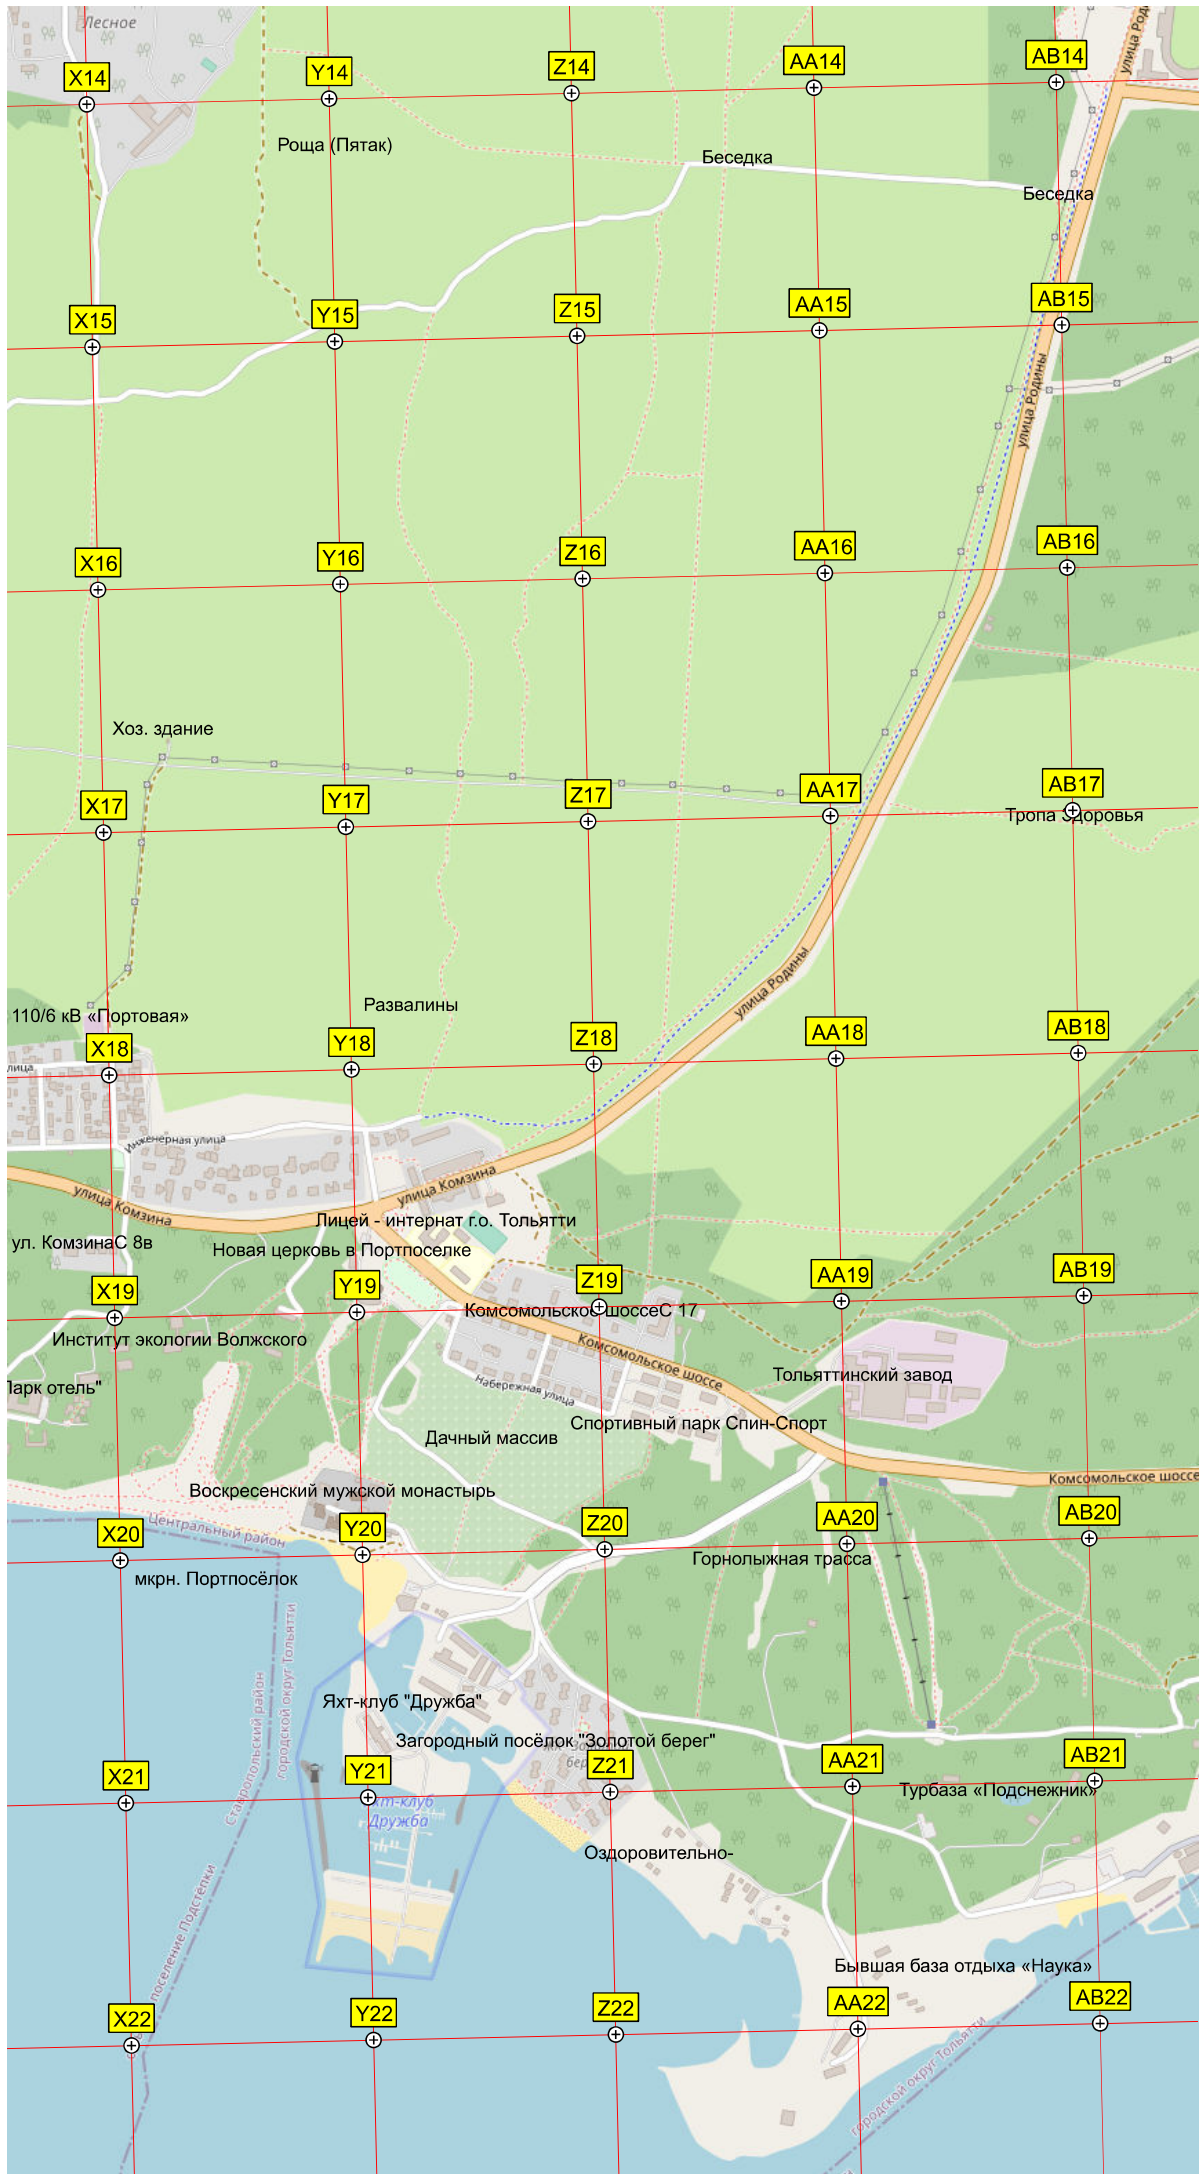 Лесное
улица Роди
X14
Y14
Z14
AA14
AB14
Роща (Пятак)
Беседка
Беседка
X15
Y15
Z15
AA15
AB15
улица Родины
X16
Y16
Z16
AA16
AB16
Хоз. здание
X17
Y17
Z17
AA17
AB17
Тропа Здоровья
улица Родины
Развалины
110/6 кВ «Портовая»
X18
Y18
Z18
AA18
AB18
лица
Инженерная улица
улица Комзина
улица Комзина
Лицей - интернат г.о. Тольятти
ул. КомзинаС 8в
Новая церковь в Портпоселке
X19
Y19
Z19
AA19
AB19
Комсомольское шоссеС 17
Институт экологии Волжского
Комсомольское шоссе
Тольяттинский завод
Парк отель"
Набережная улица
Спортивный парк Спин-Спорт
Дачный массив
Комсомольское шоссе
Воскресенский мужской монастырь
Центральный район
X20
Y20
Z20
AA20
AB20
Горнолыжная трасса
мкрн. Портпосёлок
Ставропольский район
городской округ Тольятти
Яхт-клуб "Дружба"
Загородный посёлок "Золотой берег"
X21
Y21
Z21
AA21
AB21
Турбаза «Подснежник»
Яхт-клуб
Дружба
Оздоровительно-
поселение Подстёпки
Бывшая база отдыха «Наука»
X22
Y22
Z22
AA22
AB22
городской округ Тольятти